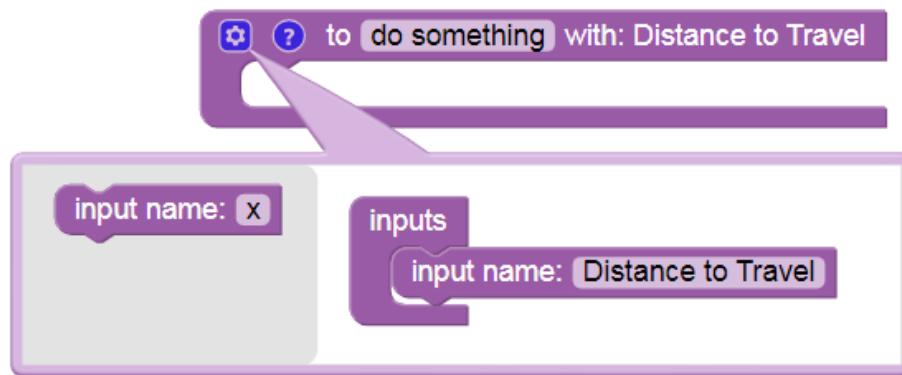 ? to do something with: Distance to Travel
input name: x
inputs
input name: Distance to Travel